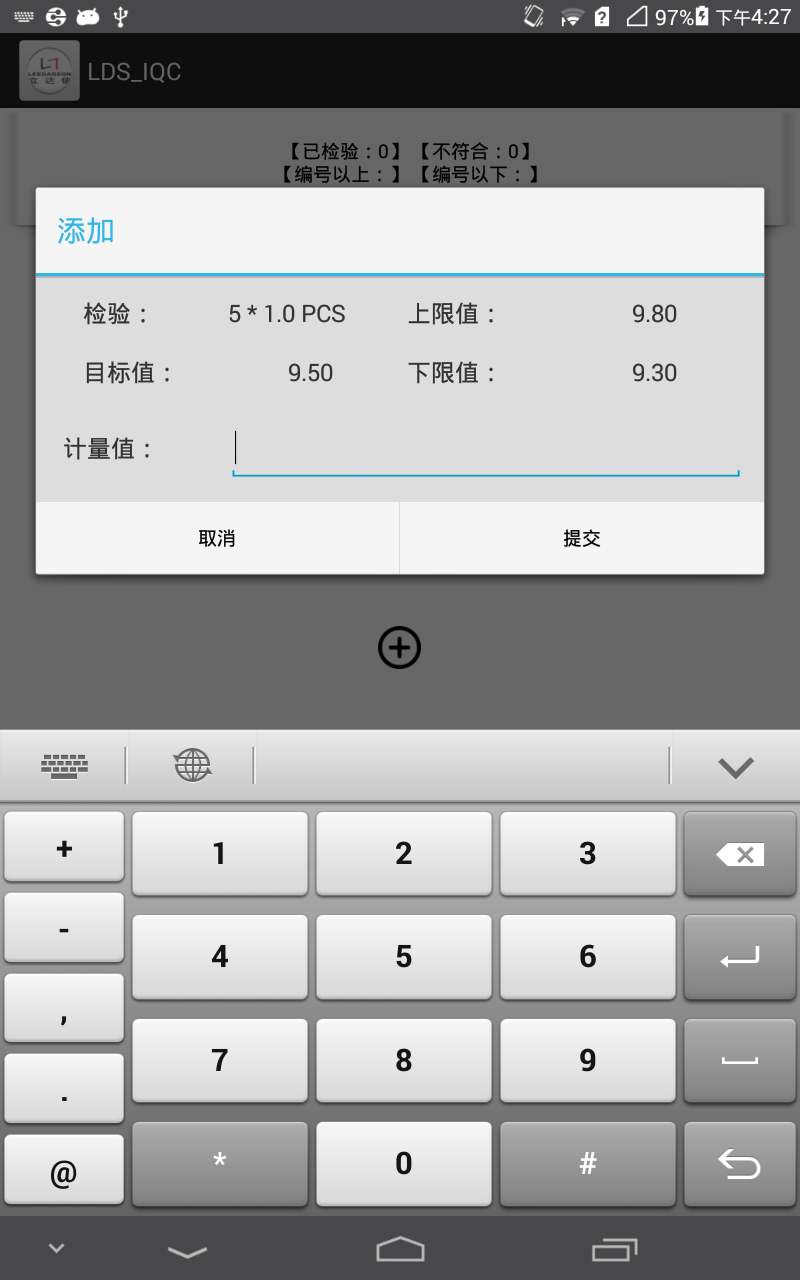 97% 下午4:27
LEEDARSON
立达信
LDS_IQC
【已检验：0】【不符合：0】
【编号以上：】【编号以下：】
添加
检验： 5 * 1.0 PCS 上限值： 9.80
目标值： 9.50 下限值： 9.30
计量值：
取消 提交
+ 1 2 3
- 4 5 6
, 7 8 9
.
@ * 0 #